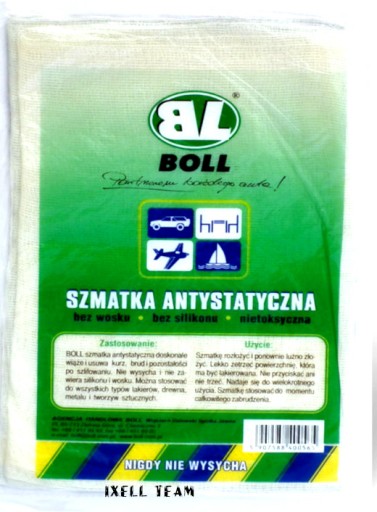 BL ®
BOLL
Partnerem każdego auta!
SZMATKA ANTYSTATYCZNA
bez wosku • bez silikonu • nietoksyczna
Zastosowanie:
BOLL szmatka antystatyczna doskonale
wiąże i usuwa kurz, brud i pozostałości
po szlifowaniu. Nie wysycha i nie za-
wiera silikonu i wosku. Można stosować
do wszystkich typów lakierów, drewna,
metalu i tworzyw sztucznych.
Użycie:
Szmatkę rozłożyć i ponownie luźno zło-
żyć. Lekko zetrzeć powierzchnię, która
ma być lakierowana. Nie przyciskać ani
nie trzeć. Nadaje się do wielokrotnego
użycia. Szmatkę stosować do momentu
całkowitego zabrudzenia.
NIGDY NIE WYSYCHA
IXELL TEAM